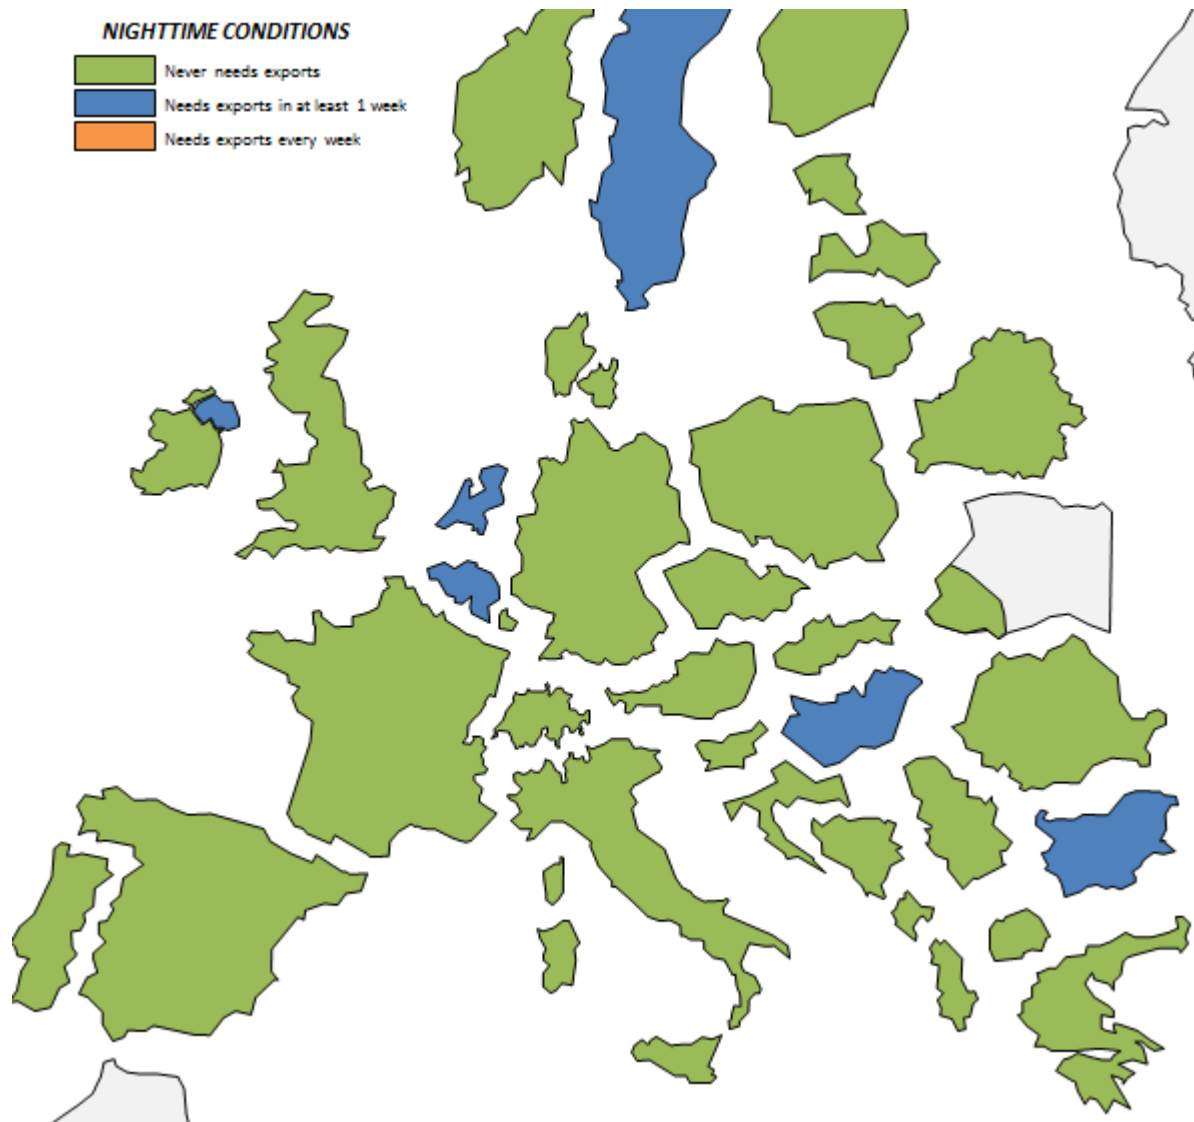 NIGHTTIME CONDITIONS
Never needs exports
Needs exports in at least 1 week
Needs exports every week